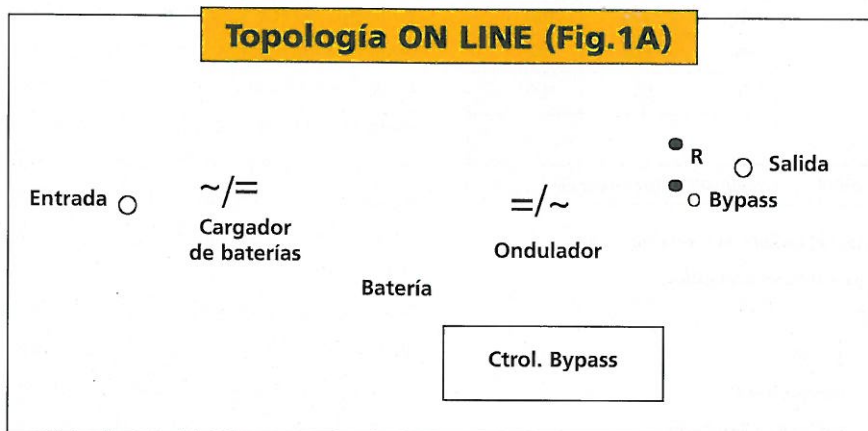 Topología ON LINE (Fig.1A)
R
Salida
Entrada
~/=
=/~
Bypass
Cargador
de baterías
Ondulador
Batería
Ctrol. Bypass